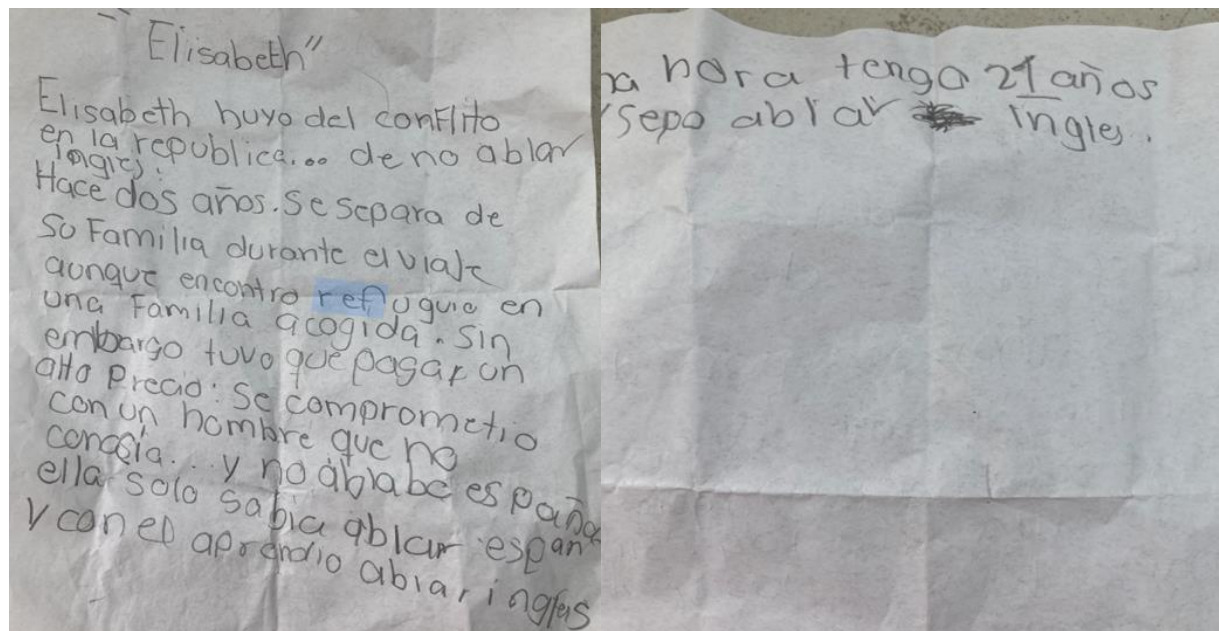 "Elisabeth"
Elisabeth huyo del conflito
en la republica... de no ablar
ingles.
Hace dos años. Se separa de
su Familia durante el viaje
aunque encontro refuguio en
una Familia acogida. Sin
embargo tuvo que pagar un
alto precio: Se comprometio
con un hombre que no
conocia... y no ablabe español
ella solo sabia ablar españ
y con el aprendio ablar ingles
a hora tengo 21 años
y sepo ablar ingles.